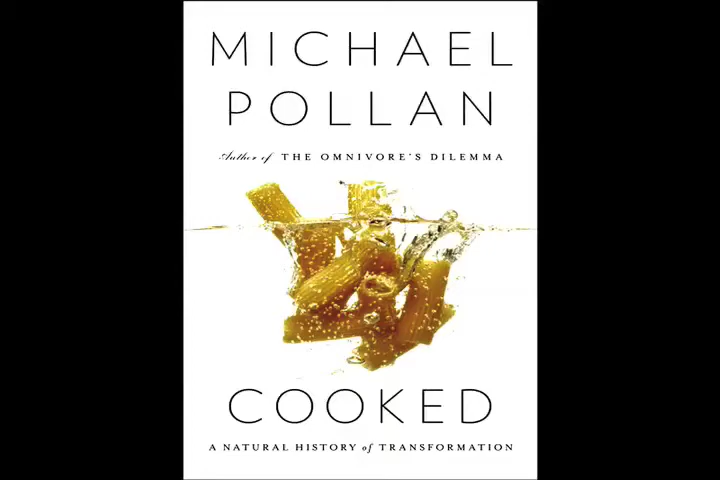 MICHAEL
POLLAN
Author of THE OMNIVORE'S DILEMMA
COOKED
A NATURAL HISTORY of TRANSFORMATION